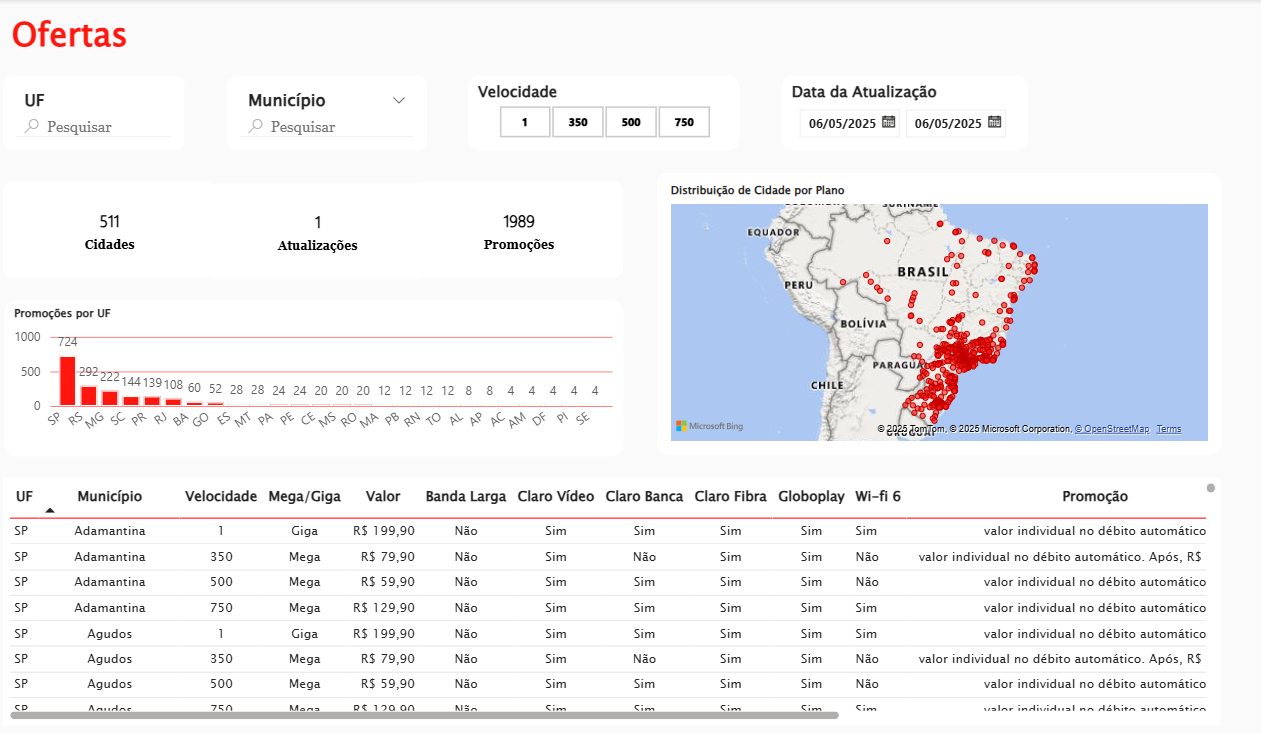 Ofertas
UF
Pesquisar
Município
Pesquisar
Velocidade
1 350 500 750
Data da Atualização
06/05/2025 06/05/2025
511
Cidades
1
Atualizações
1989
Promoções
Distribuição de Cidade por Plano
SURINAME
EQUADOR
BRASIL
PERU
BOLÍVIA
PARAGUA
CHILE
URUGUAI
Microsoft Bing
© 2025 TomTom, © 2025 Microsoft Corporation, © OpenStreetMap Terms
Promoções por UF
1000
500
0
724 292 222 144 139 108 60 52 28 28 24 24 20 20 20 12 12 12 12 8 8 4 4 4 4 4
SP RS MG SC PR RJ BA GO ES MT PA PE CE MS RO MA PB RN TO AL AP AC AM DF PI SE
UF Município Velocidade Mega/Giga Valor Banda Larga Claro Vídeo Claro Banca Claro Fibra Globoplay Wi-fi 6 Promoção
SP Adamantina 1 Giga R$ 199,90 Não Sim Sim Sim Sim Sim valor individual no débito automático
SP Adamantina 350 Mega R$ 79,90 Não Sim Não Sim Sim Não valor individual no débito automático. Após, R$
SP Adamantina 500 Mega R$ 59,90 Não Sim Sim Sim Sim Não valor individual no débito automático
SP Adamantina 750 Mega R$ 129,90 Não Sim Sim Sim Sim Sim valor individual no débito automático
SP Agudos 1 Giga R$ 199,90 Não Sim Sim Sim Sim Sim valor individual no débito automático
SP Agudos 350 Mega R$ 79,90 Não Sim Não Sim Sim Não valor individual no débito automático. Após, R$
SP Agudos 500 Mega R$ 59,90 Não Sim Sim Sim Sim Não valor individual no débito automático
SP Agudos 750 Mega R$ 129,90 Não Sim Sim Sim Sim Sim valor individual no débito automático